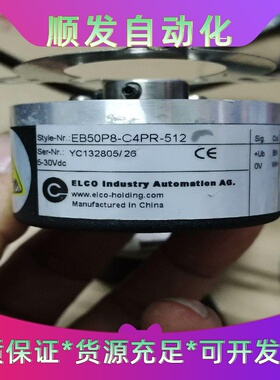 顺发自动化
Style-Nr.: EB50P8-C4PR-512
Ser-Nr.: YC132805/26
5-30Vdc
CE
Sig
+Ub
0V
ELCO Industry Automation AG.
www.elco-holding.com
Manufactured in China
质保证*货源充足*可开发